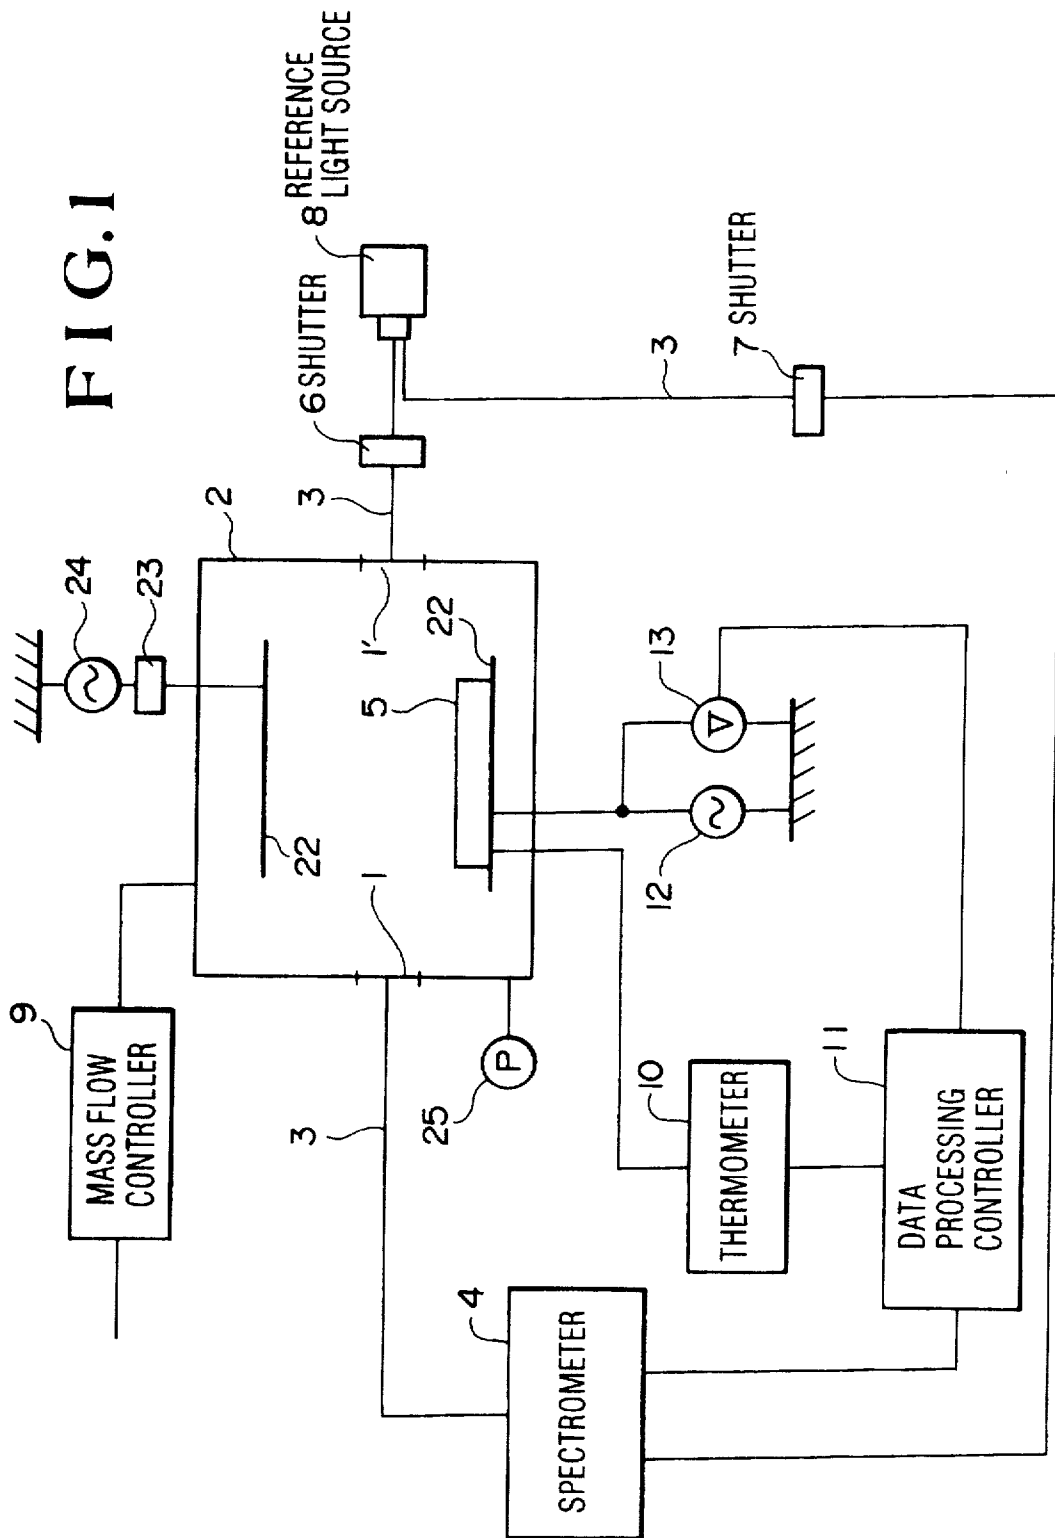 FIG. 1
24
23
2
9
MASS FLOW
CONTROLLER
22
1
1'
3
6 SHUTTER
8 REFERENCE
LIGHT SOURCE
22
5
3
25
P
3
7 SHUTTER
13
V
12
10
THERMOMETER
11
DATA
PROCESSING
CONTROLLER
4
SPECTROMETER